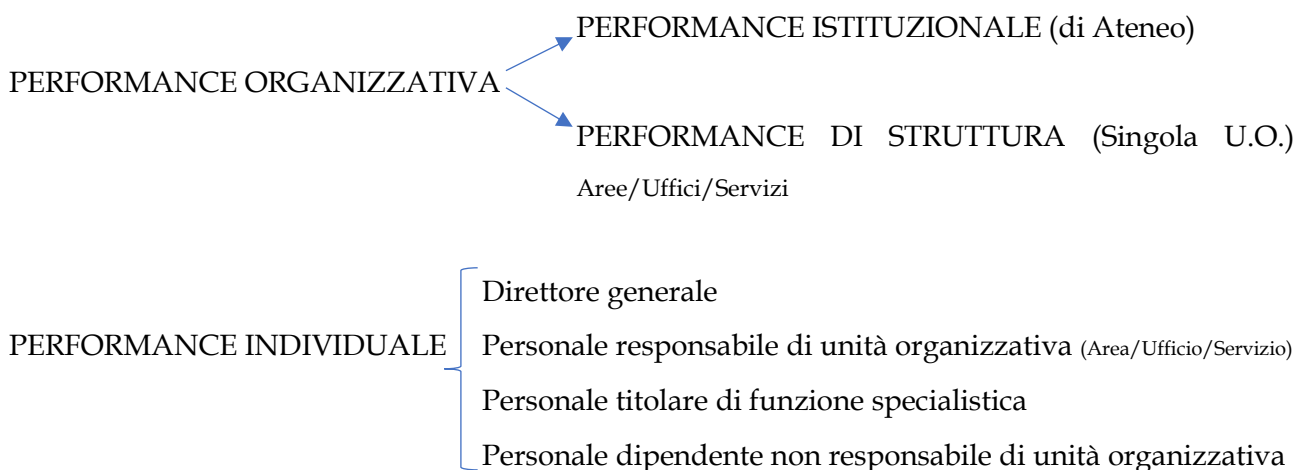 PERFORMANCE ISTITUZIONALE (di Ateneo)
PERFORMANCE ORGANIZZATIVA
PERFORMANCE DI STRUTTURA (Singola U.O.)
Aree/Uffici/Servizi
Direttore generale
PERFORMANCE INDIVIDUALE
Personale responsabile di unità organizzativa (Area/Ufficio/Servizio)
Personale titolare di funzione specialistica
Personale dipendente non responsabile di unità organizzativa